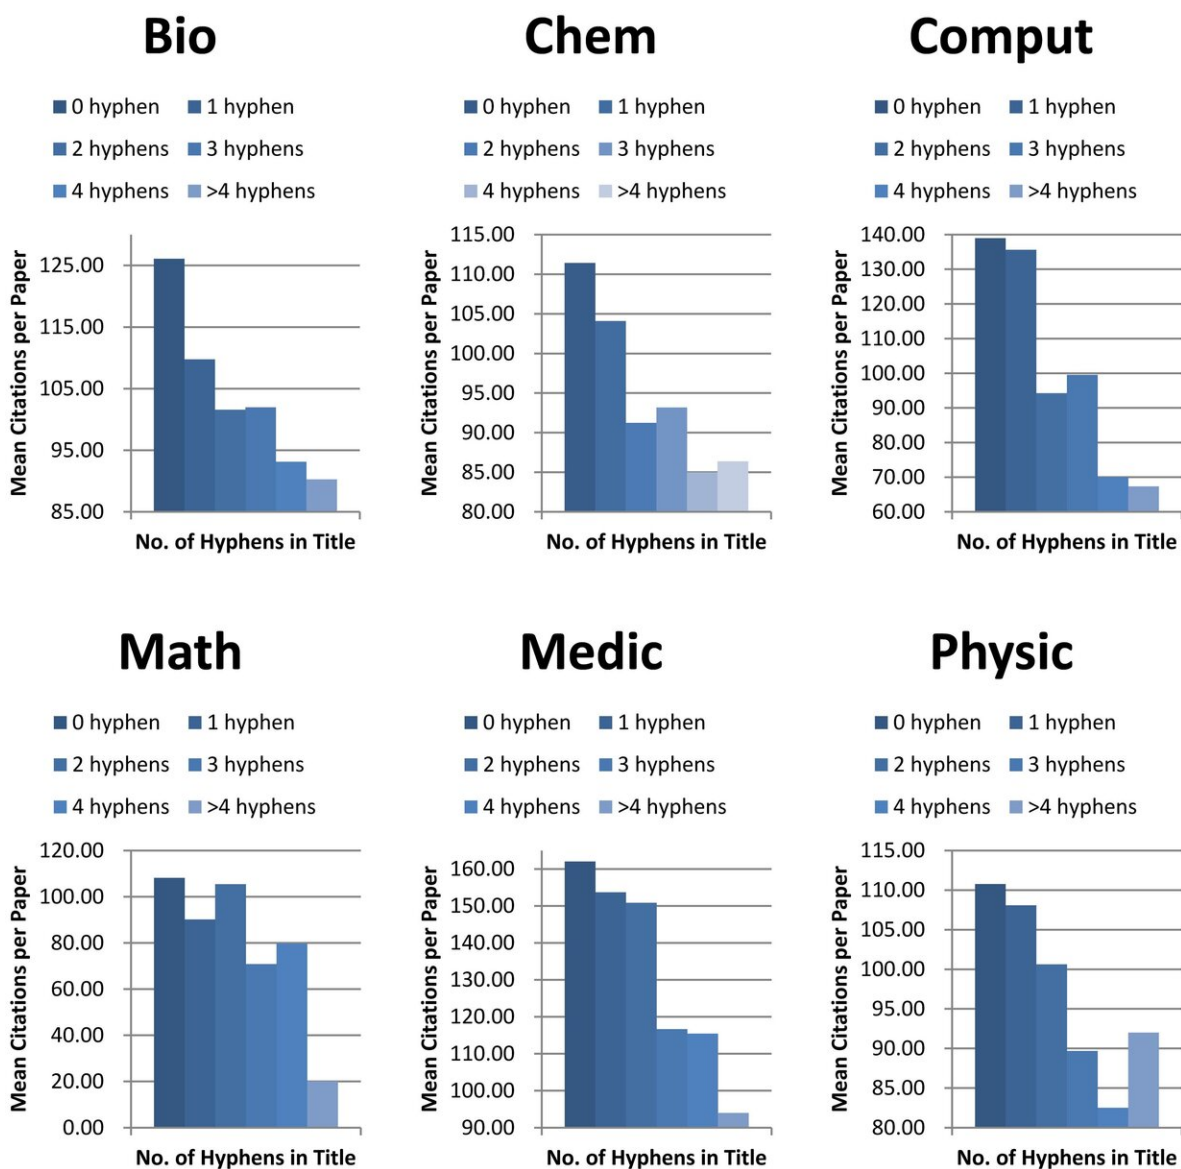 Bio
0 hyphen 1 hyphen
2 hyphens 3 hyphens
4 hyphens >4 hyphens
Mean Citations per Paper
125.00
115.00
105.00
95.00
85.00
No. of Hyphens in Title
Chem
0 hyphen 1 hyphen
2 hyphens 3 hyphens
4 hyphens >4 hyphens
Mean Citations per Paper
115.00
110.00
105.00
100.00
95.00
90.00
85.00
80.00
No. of Hyphens in Title
Comput
0 hyphen 1 hyphen
2 hyphens 3 hyphens
4 hyphens >4 hyphens
Mean Citations per Paper
140.00
130.00
120.00
110.00
100.00
90.00
80.00
70.00
60.00
No. of Hyphens in Title
Math
0 hyphen 1 hyphen
2 hyphens 3 hyphens
4 hyphens >4 hyphens
Mean Citations per Paper
120.00
100.00
80.00
60.00
40.00
20.00
0.00
No. of Hyphens in Title
Medic
0 hyphen 1 hyphen
2 hyphens 3 hyphens
4 hyphens >4 hyphens
Mean Citations per Paper
160.00
150.00
140.00
130.00
120.00
110.00
100.00
90.00
No. of Hyphens in Title
Physic
0 hyphen 1 hyphen
2 hyphens 3 hyphens
4 hyphens >4 hyphens
Mean Citations per Paper
115.00
110.00
105.00
100.00
95.00
90.00
85.00
80.00
No. of Hyphens in Title